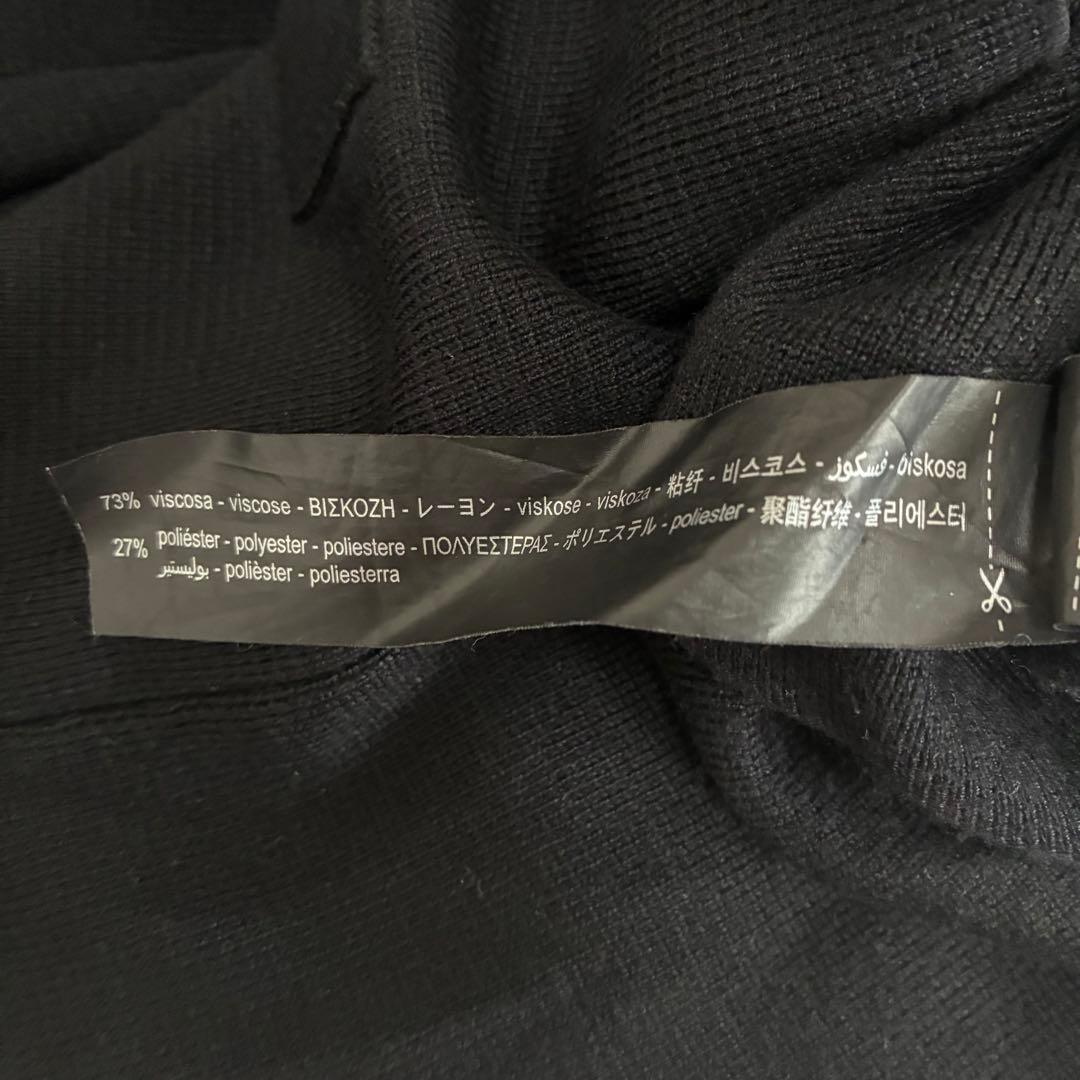 73% viscosa - viscose - ΒΙΣΚΟΖΗ - レーヨン - viskose - viskoza - 粘纤 - 비스코스 - فسكوز - biskosa
27% poliéster - polyester - poliestere - ΠΟΛΥΕΣΤΕΡΑΣ - ポリエステル - poliester - 聚酯纤维 - 폴리에스터
بوليستير - polièster - poliesterra